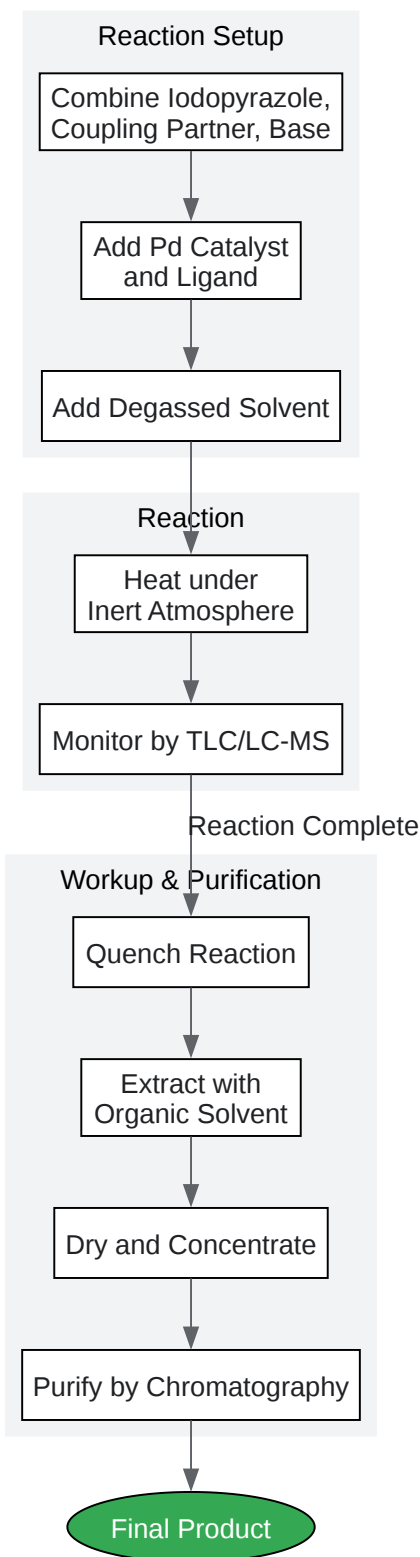 Reaction Setup
Combine Iodopyrazole,
Coupling Partner, Base
Add Pd Catalyst
and Ligand
Add Degassed Solvent
Reaction
Heat under
Inert Atmosphere
Monitor by TLC/LC-MS
Reaction Complete
Workup & Purification
Quench Reaction
Extract with
Organic Solvent
Dry and Concentrate
Purify by Chromatography
Final Product